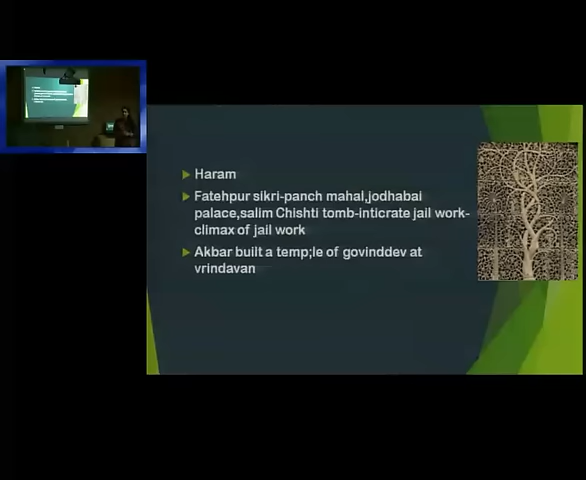 Haram
Fatehpur sikri-panch mahal,jodhabai
palace,salim Chishti tomb-inticrate jail work-
climax of jail work
Akbar built a temp;le of govinddev at
vrindavan